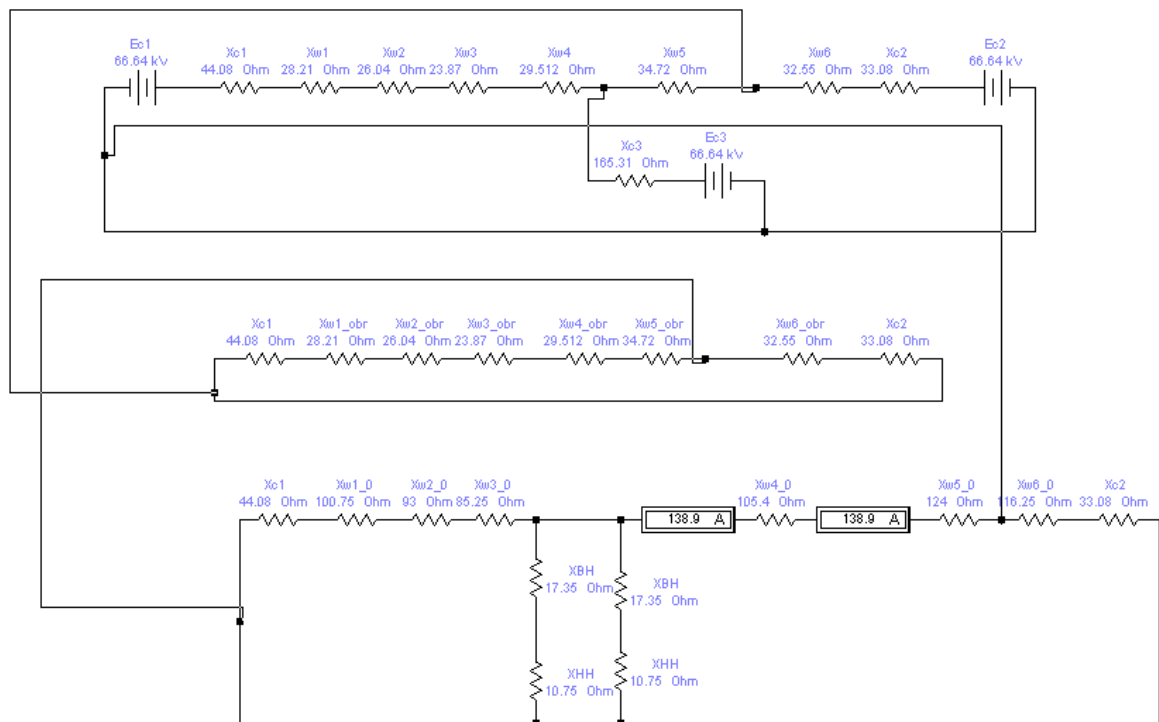 Ec1
66.64 kV
Xc1
44.08 Ohm
Xw1
28.21 Ohm
Xw2
26.04 Ohm
Xw3
23.87 Ohm
Xw4
29.512 Ohm
Xw5
34.72 Ohm
Xw6
32.55 Ohm
Xc2
33.08 Ohm
Ec2
66.64 kV
Xc3
165.31 Ohm
Ec3
66.64 kV
Xc1
44.08 Ohm
Xw1_obr
28.21 Ohm
Xw2_obr
26.04 Ohm
Xw3_obr
23.87 Ohm
Xw4_obr
29.512 Ohm
Xw5_obr
34.72 Ohm
Xw6_obr
32.55 Ohm
Xc2
33.08 Ohm
Xc1
44.08 Ohm
Xw1_0
100.75 Ohm
Xw2_0
93 Ohm
Xw3_0
85.25 Ohm
138.9 A
Xw4_0
105.4 Ohm
138.9 A
Xw5_0
124 Ohm
Xw6_0
116.25 Ohm
Xc2
33.08 Ohm
XBH
17.35 Ohm
XBH
17.35 Ohm
XHH
10.75 Ohm
XHH
10.75 Ohm